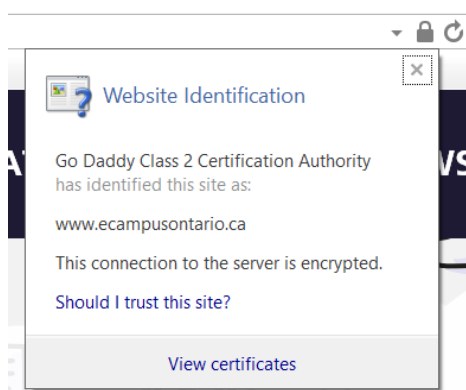 Website Identification
Go Daddy Class 2 Certification Authority
has identified this site as:
www.ecampusontario.ca
This connection to the server is encrypted.
Should I trust this site?
View certificates